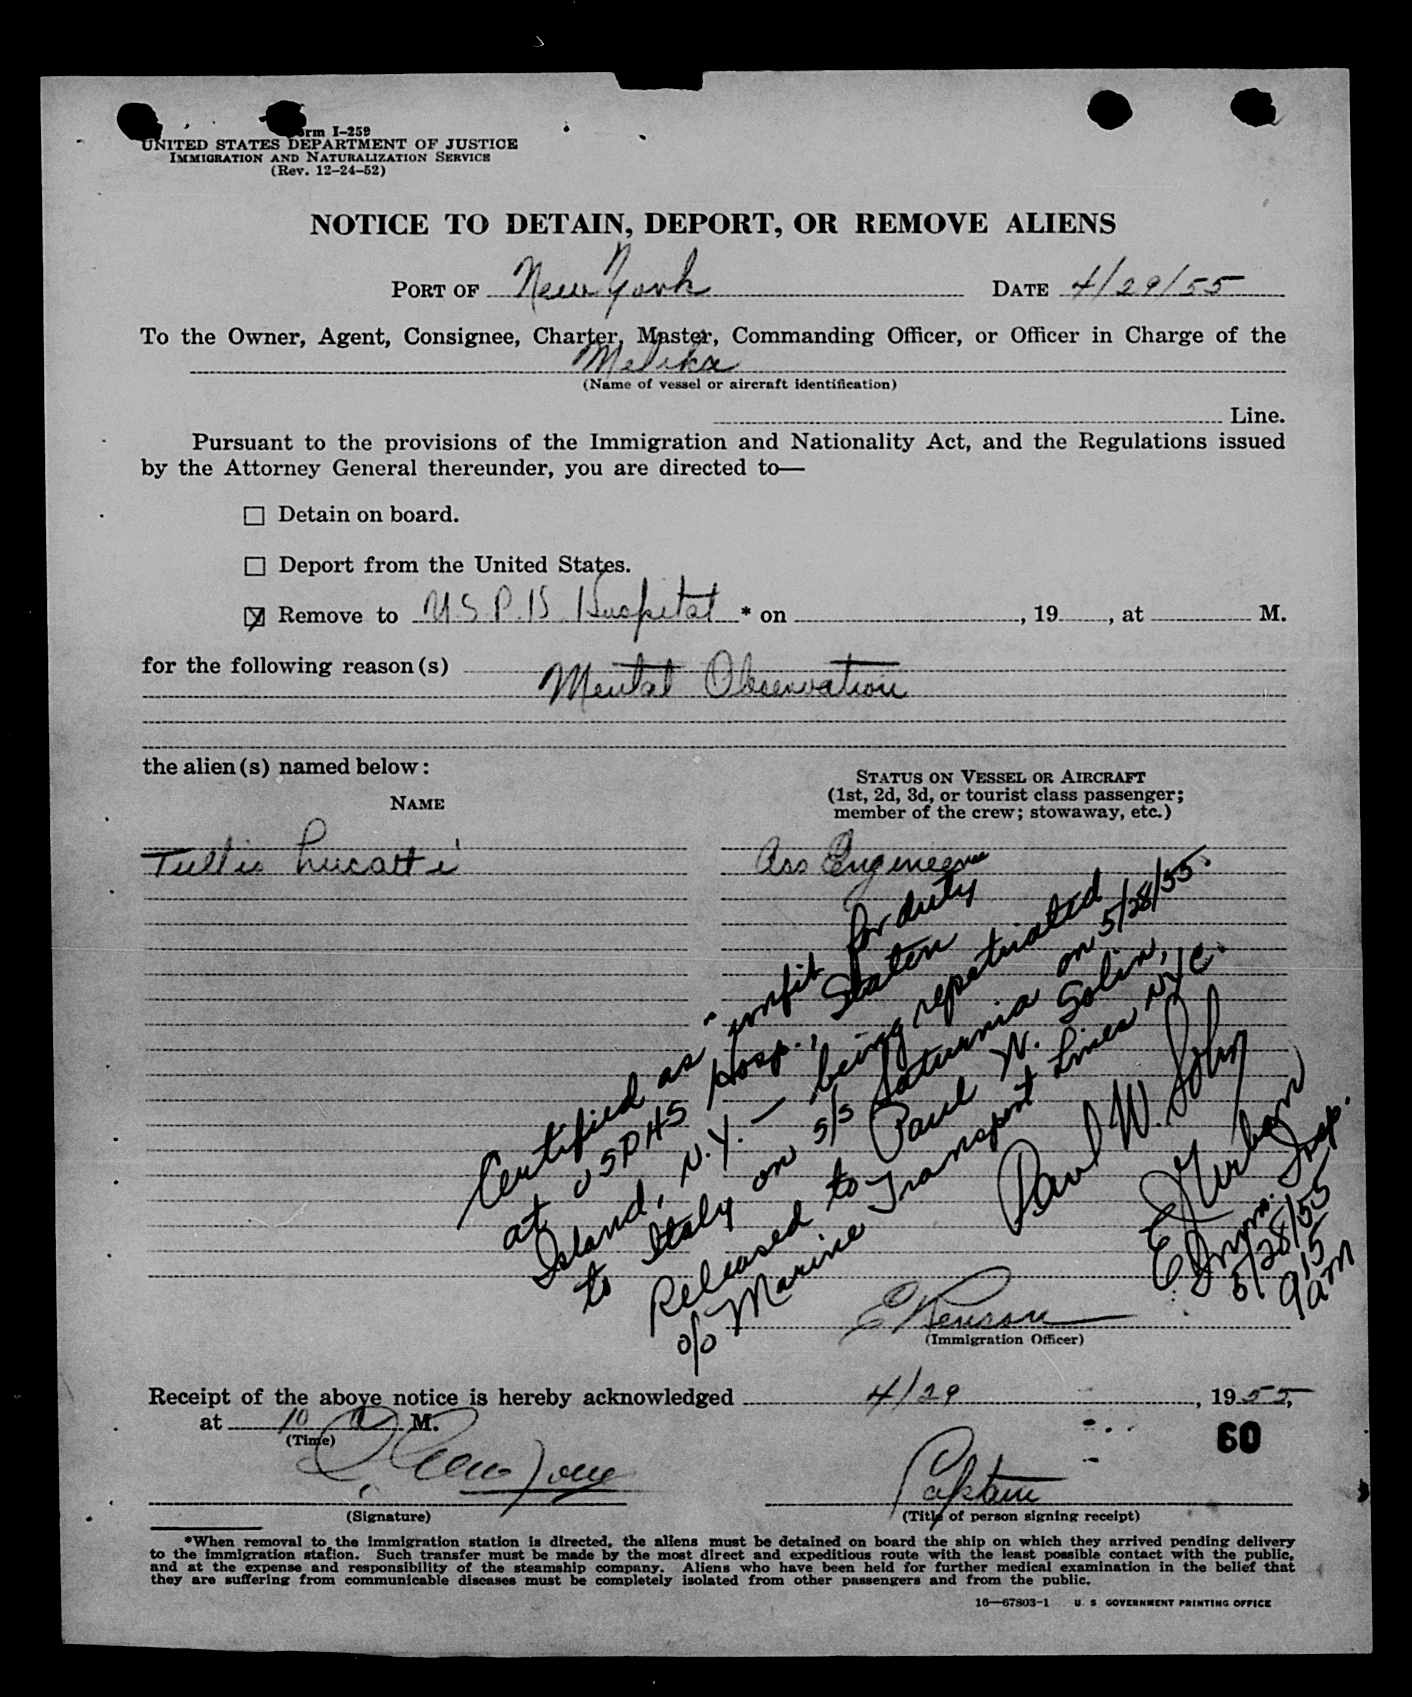 Form I-259
UNITED STATES DEPARTMENT OF JUSTICE
IMMIGRATION AND NATURALIZATION SERVICE
(Rev. 12-24-52)
NOTICE TO DETAIN, DEPORT, OR REMOVE ALIENS
PORT OF New York DATE 4/29/55
To the Owner, Agent, Consignee, Charter, Master, Commanding Officer, or Officer in Charge of the
Melika
(Name of vessel or aircraft identification)
Line.
Pursuant to the provisions of the Immigration and Nationality Act, and the Regulations issued
by the Attorney General thereunder, you are directed to—
Detain on board.
Deport from the United States.
Remove to U.S.P.H. Hospital * on , 19 , at M.
for the following reason(s)
Mental Observation
the alien(s) named below:
STATUS ON VESSEL OR AIRCRAFT
(1st, 2d, 3d, or tourist class passenger;
member of the crew; stowaway, etc.)
NAME
Tullio Lucatti Ass Engineer
Certified as "unfit for duty
at USPHS Hosp., Staten
Island, N.Y. — being repatriated
to Italy on s/s Saturnia on 5/28/55.
Released to Paul W. Solin,
o/o Marine Transport Lines NYC.
Paul W.
Immi. Insp.
5/28/55
915
am
(Immigration Officer)
Receipt of the above notice is hereby acknowledged 4/29, 1955,
at 10 A M.
(Time)
60
Captain
(Signature) (Title of person signing receipt)
*When removal to the immigration station is directed, the aliens must be detained on board the ship on which they arrived pending delivery
to the immigration station. Such transfer must be made by the most direct and expeditious route with the least possible contact with the public,
and at the expense and responsibility of the steamship company. Aliens who have been held for further medical examination in the belief that
they are suffering from communicable diseases must be completely isolated from other passengers and from the public.
16—67803-1 U. S. GOVERNMENT PRINTING OFFICE